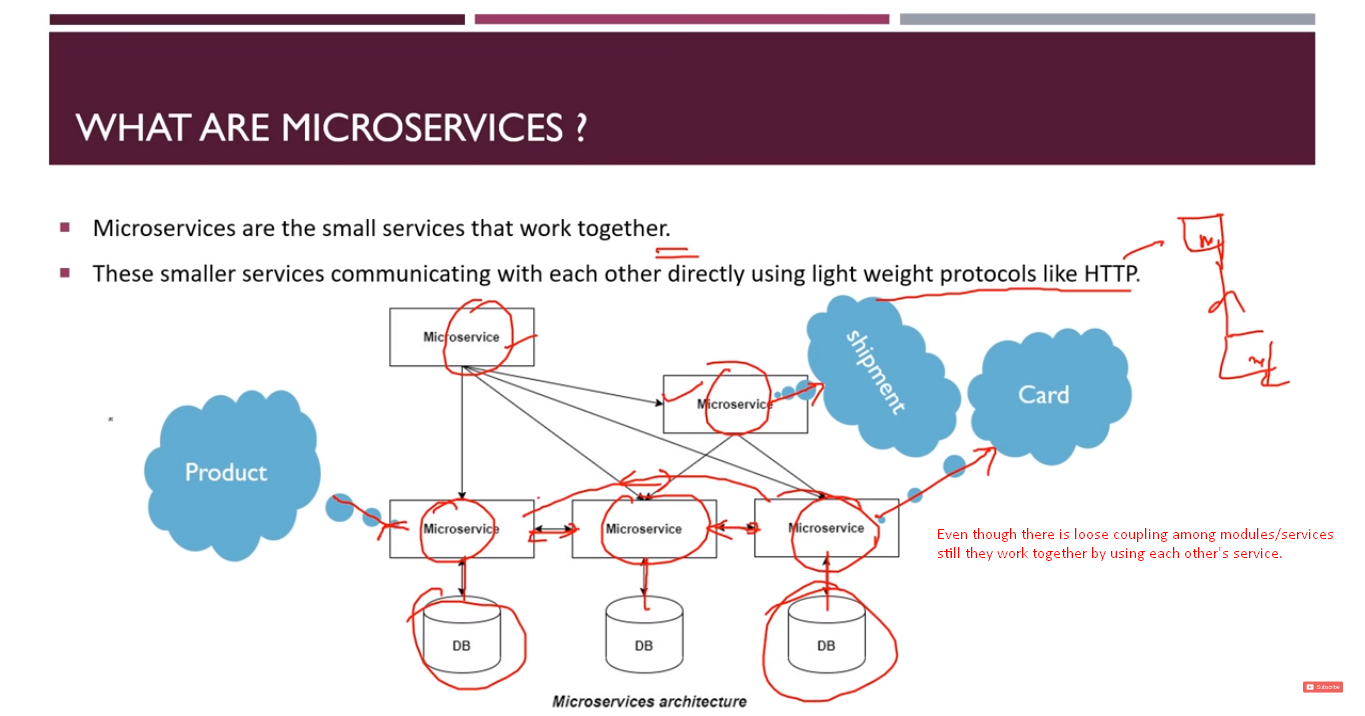 WHAT ARE MICROSERVICES ?
Microservices are the small services that work together.
These smaller services communicating with each other directly using light weight protocols like HTTP.
M
M
Microservice
shipment
Microservice
Card
Product
Microservice
Microservice
Microservice
Even though there is loose coupling among modules/services
still they work together by using each other's service.
DB
DB
DB
Microservices architecture
Subscribe